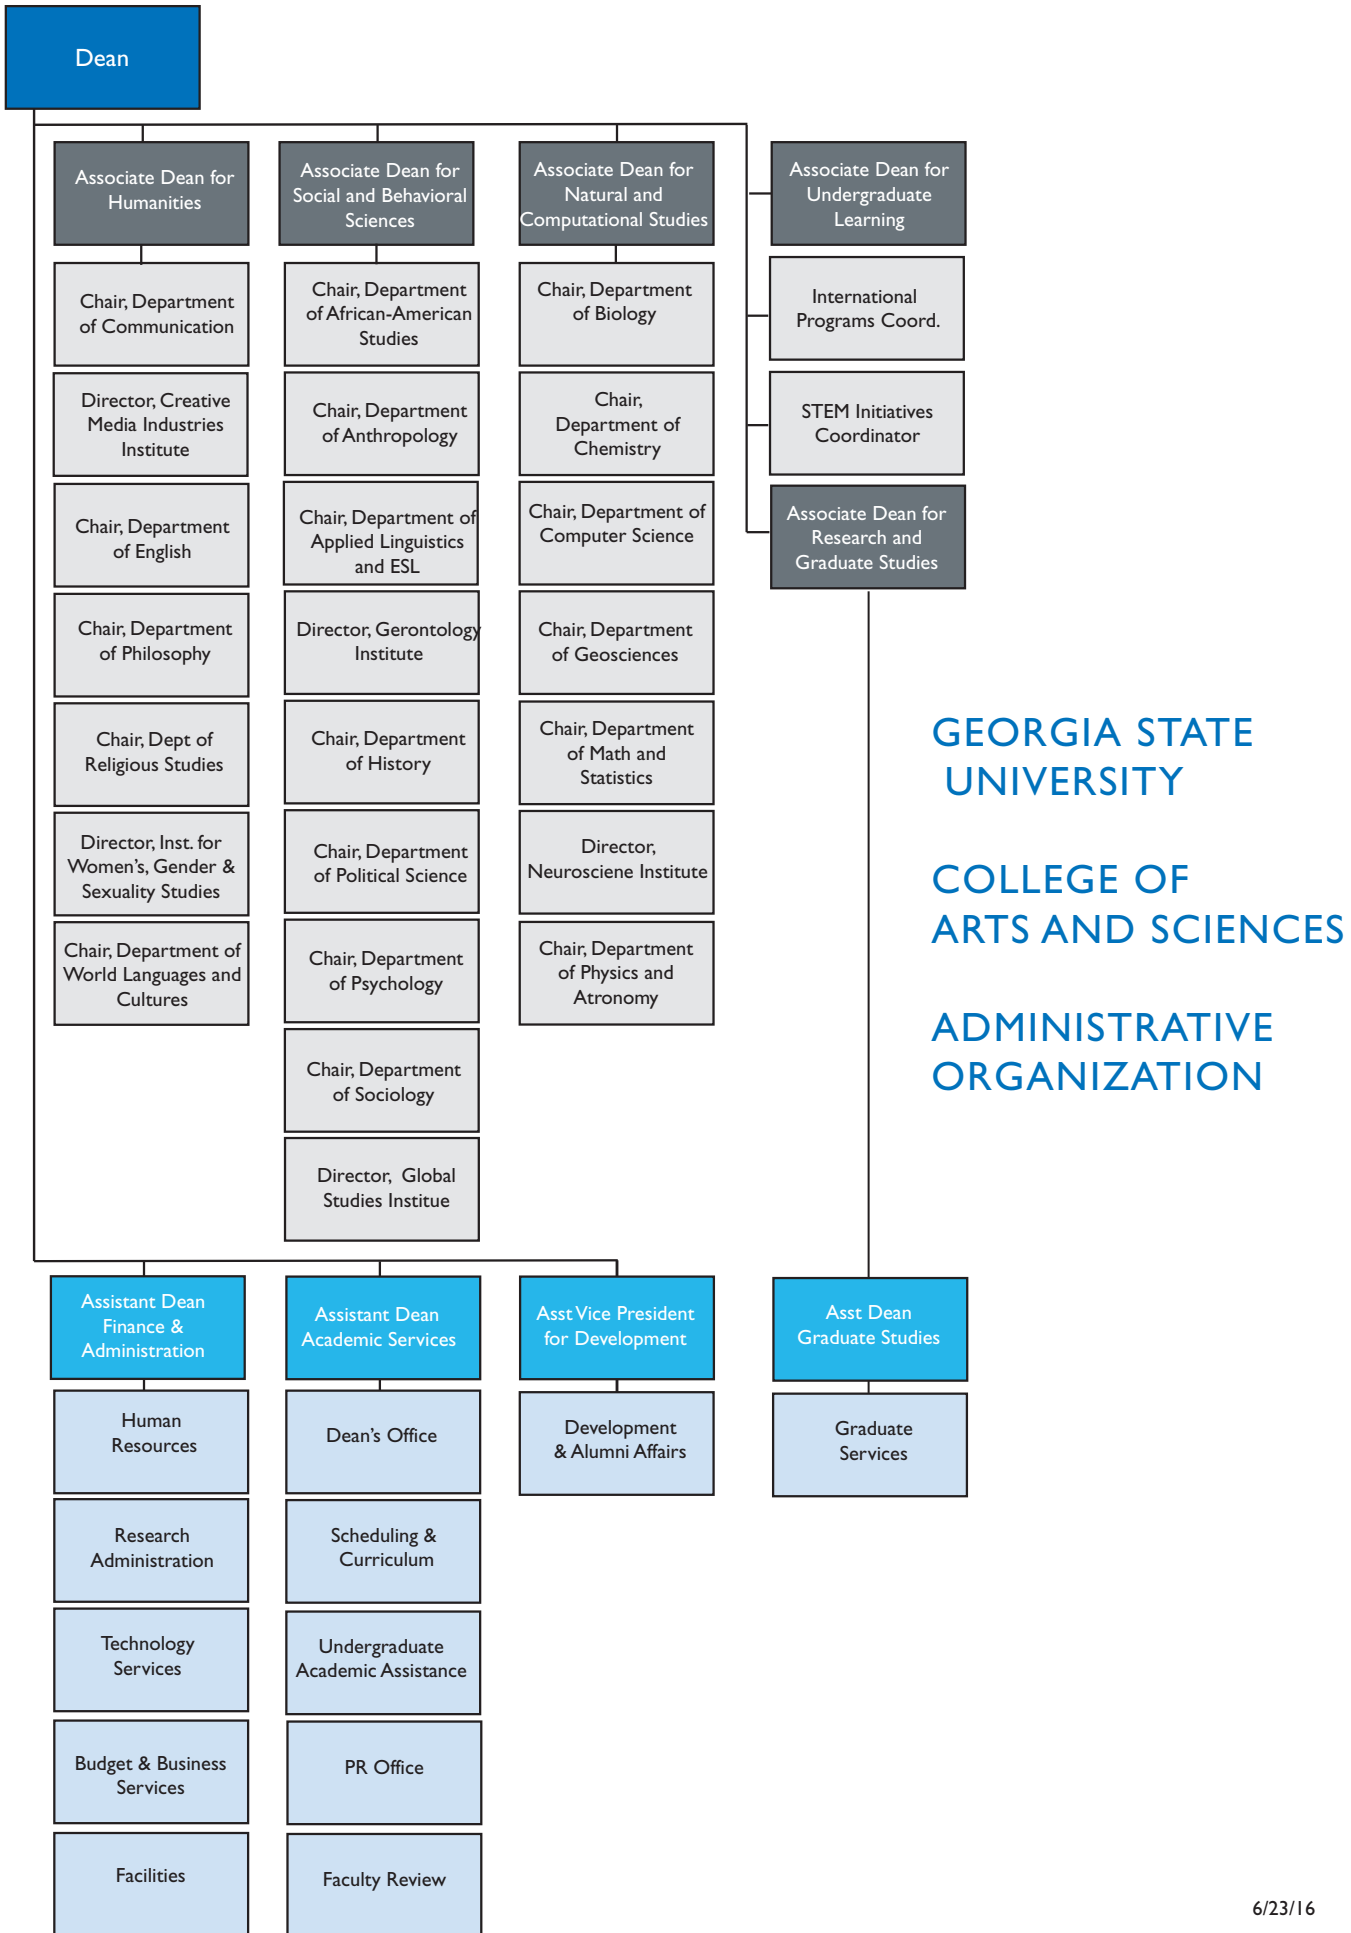 Dean
Associate Dean for
Humanities
Associate Dean for
Social and Behavioral
Sciences
Associate Dean for
Natural and
Computational Studies
Associate Dean for
Undergraduate
Learning
Chair, Department
of Communication
Director, Creative
Media Industries
Institute
Chair, Department
of English
Chair, Department
of Philosophy
Chair, Dept of
Religious Studies
Director, Inst. for
Women's, Gender &
Sexuality Studies
Chair, Department of
World Languages and
Cultures
Chair, Department
of African-American
Studies
Chair, Department
of Anthropology
Chair, Department of
Applied Linguistics
and ESL
Director, Gerontology
Institute
Chair, Department
of History
Chair, Department
of Political Science
Chair, Department
of Psychology
Chair, Department
of Sociology
Director, Global
Studies Institue
Chair, Department
of Biology
Chair,
Department of
Chemistry
Chair, Department of
Computer Science
Chair, Department
of Geosciences
Chair, Department
of Math and
Statistics
Director,
Neurosciene Institute
Chair, Department
of Physics and
Atronomy
International
Programs Coord.
STEM Initiatives
Coordinator
Associate Dean for
Research and
Graduate Studies
GEORGIA STATE
UNIVERSITY
COLLEGE OF
ARTS AND SCIENCES
ADMINISTRATIVE
ORGANIZATION
Assistant Dean
Finance &
Administration
Human
Resources
Research
Administration
Technology
Services
Budget & Business
Services
Facilities
Assistant Dean
Academic Services
Dean's Office
Scheduling &
Curriculum
Undergraduate
Academic Assistance
PR Office
Faculty Review
Asst Vice President
for Development
Development
& Alumni Affairs
Asst Dean
Graduate Studies
Graduate
Services
6/23/16